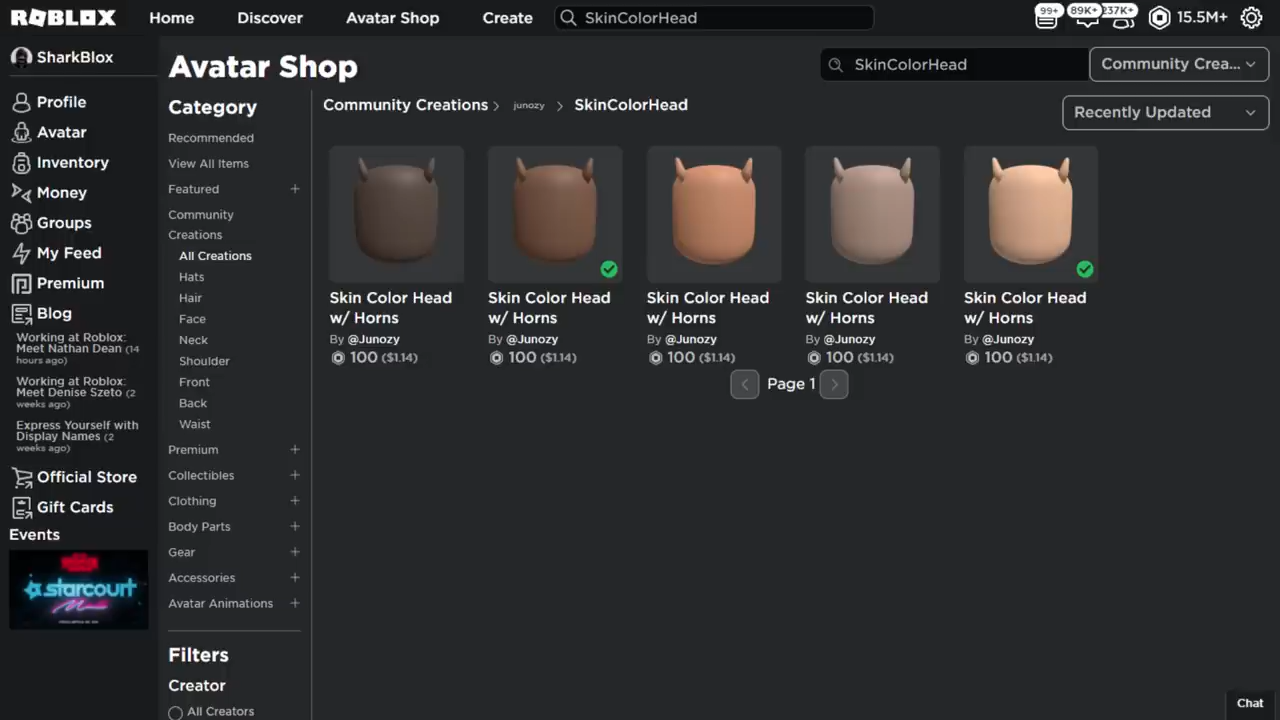 ROBLOX
Home
Discover
Avatar Shop
Create
SkinColorHead
99+
89K+
237K+
15.5M+
SharkBlox
Profile
Avatar
Inventory
Money
Groups
My Feed
Premium
Blog
Working at Roblox:
Meet Nathan Dean (14
hours ago)
Working at Roblox:
Meet Denise Szeto (2
weeks ago)
Express Yourself with
Display Names (2
weeks ago)
Official Store
Gift Cards
Events
starcourt
Avatar Shop
SkinColorHead
Community Crea...
Category
Recommended
View All Items
Featured +
Community
Creations
All Creations
Hats
Hair
Face
Neck
Shoulder
Front
Back
Waist
Premium +
Collectibles +
Clothing +
Body Parts +
Gear +
Accessories +
Avatar Animations +
Filters
Creator
All Creators
Community Creations > junozy > SkinColorHead
Recently Updated
Skin Color Head
w/ Horns
By @Junozy
100 ($1.14)
Skin Color Head
w/ Horns
By @Junozy
100 ($1.14)
Skin Color Head
w/ Horns
By @Junozy
100 ($1.14)
Skin Color Head
w/ Horns
By @Junozy
100 ($1.14)
Skin Color Head
w/ Horns
By @Junozy
100 ($1.14)
< Page 1 >
Chat